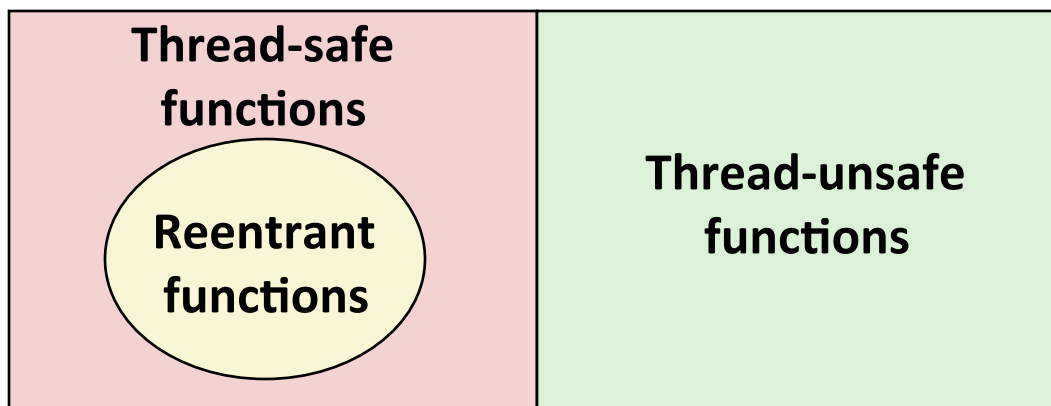 Thread-safe
functions
Reentrant
functions
Thread-unsafe
functions